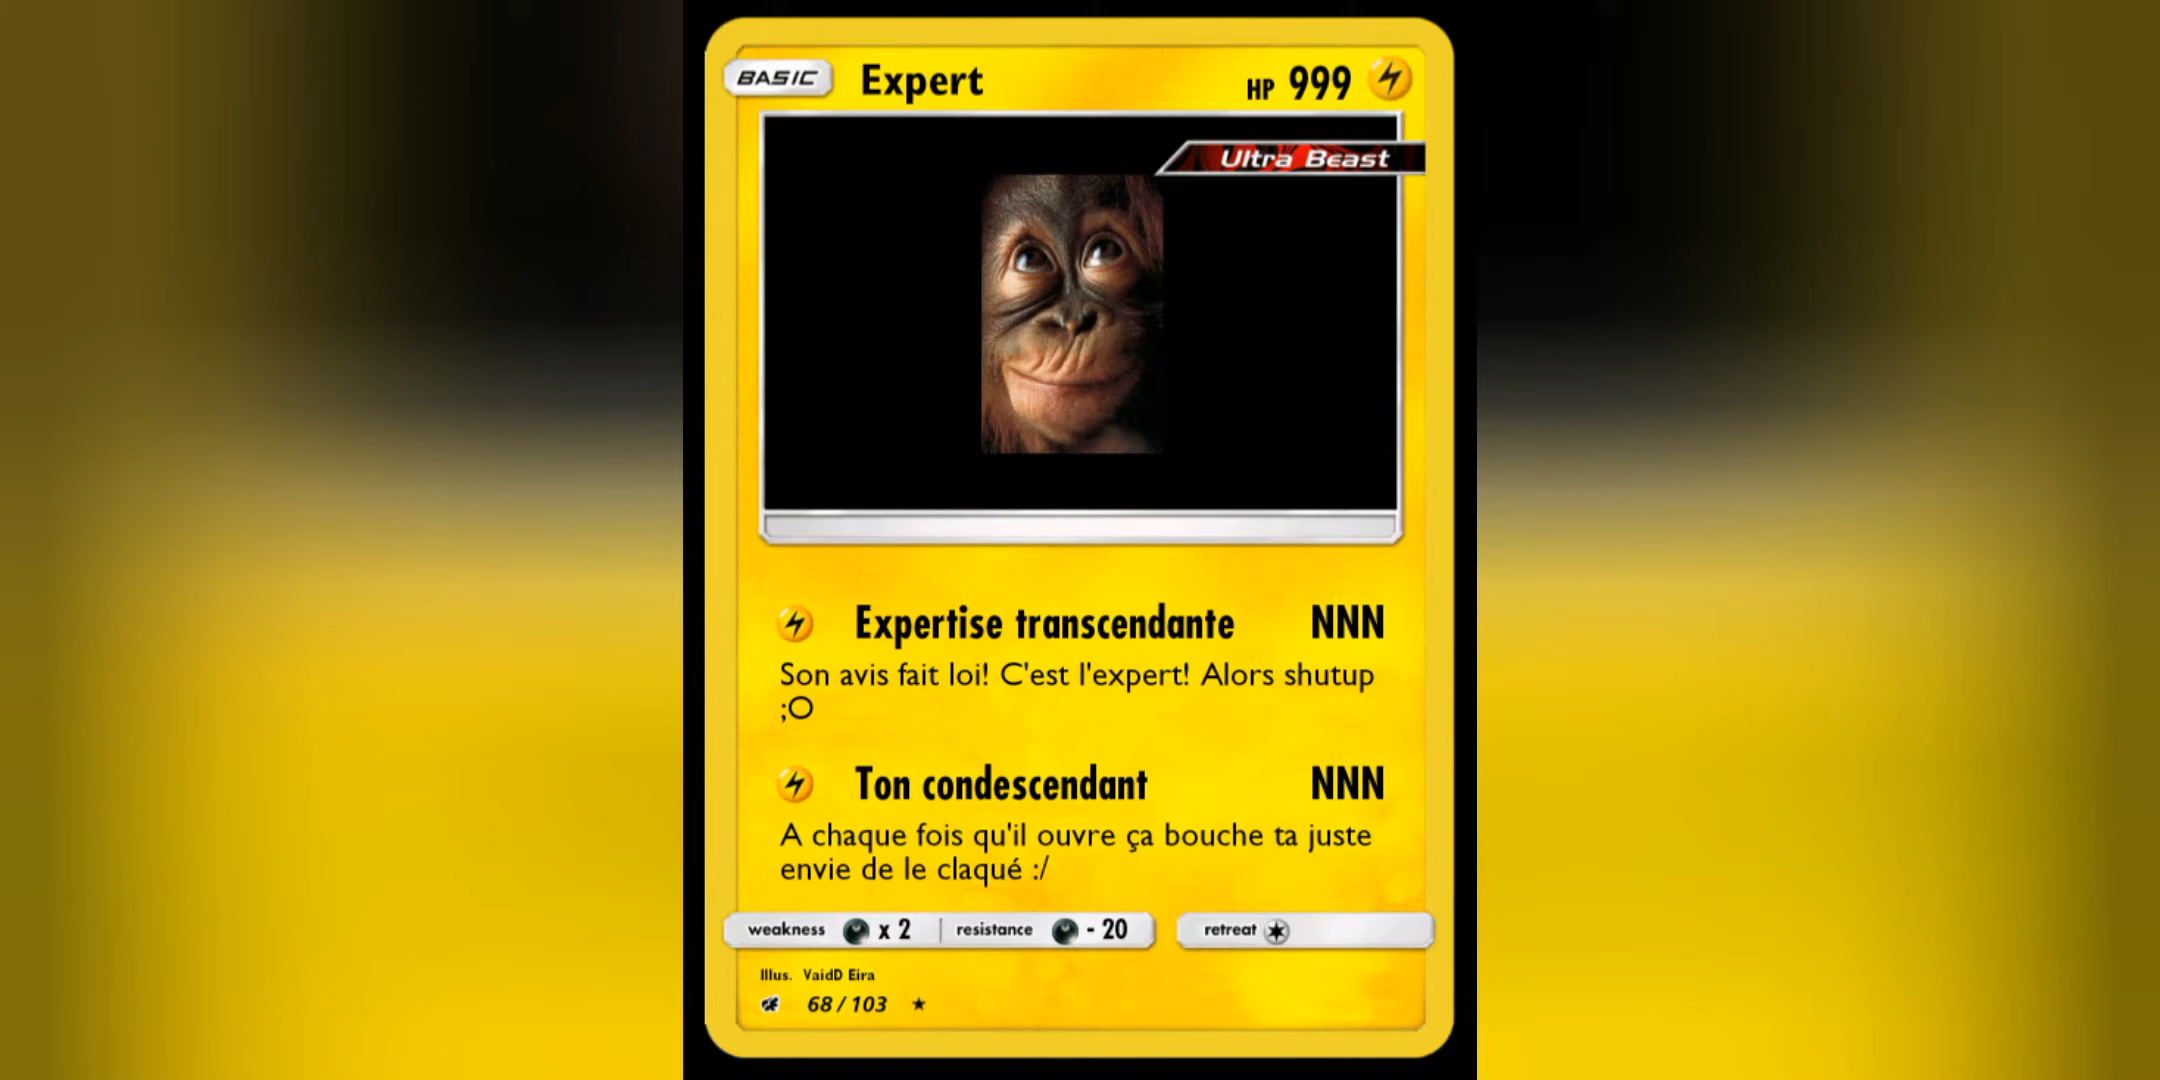 BASIC Expert HP 999
Ultra Beast
Expertise transcendante NNN
Son avis fait loi! C'est l'expert! Alors shutup
;O
Ton condescendant NNN
A chaque fois qu'il ouvre ça bouche ta juste
envie de le claqué :/
weakness x 2 resistance - 20 retreat
Illus. VaidD Eira
68 / 103